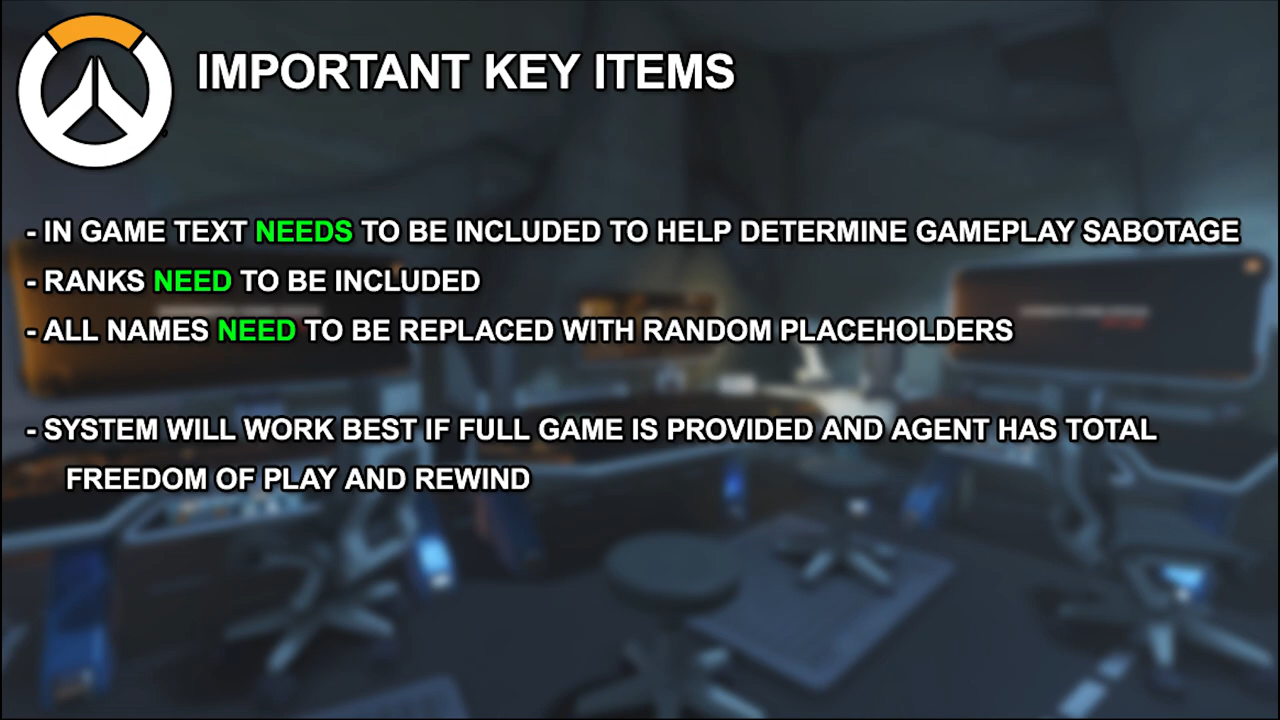 IMPORTANT KEY ITEMS
- IN GAME TEXT NEEDS TO BE INCLUDED TO HELP DETERMINE GAMEPLAY SABOTAGE
- RANKS NEED TO BE INCLUDED
- ALL NAMES NEED TO BE REPLACED WITH RANDOM PLACEHOLDERS
- SYSTEM WILL WORK BEST IF FULL GAME IS PROVIDED AND AGENT HAS TOTAL
FREEDOM OF PLAY AND REWIND